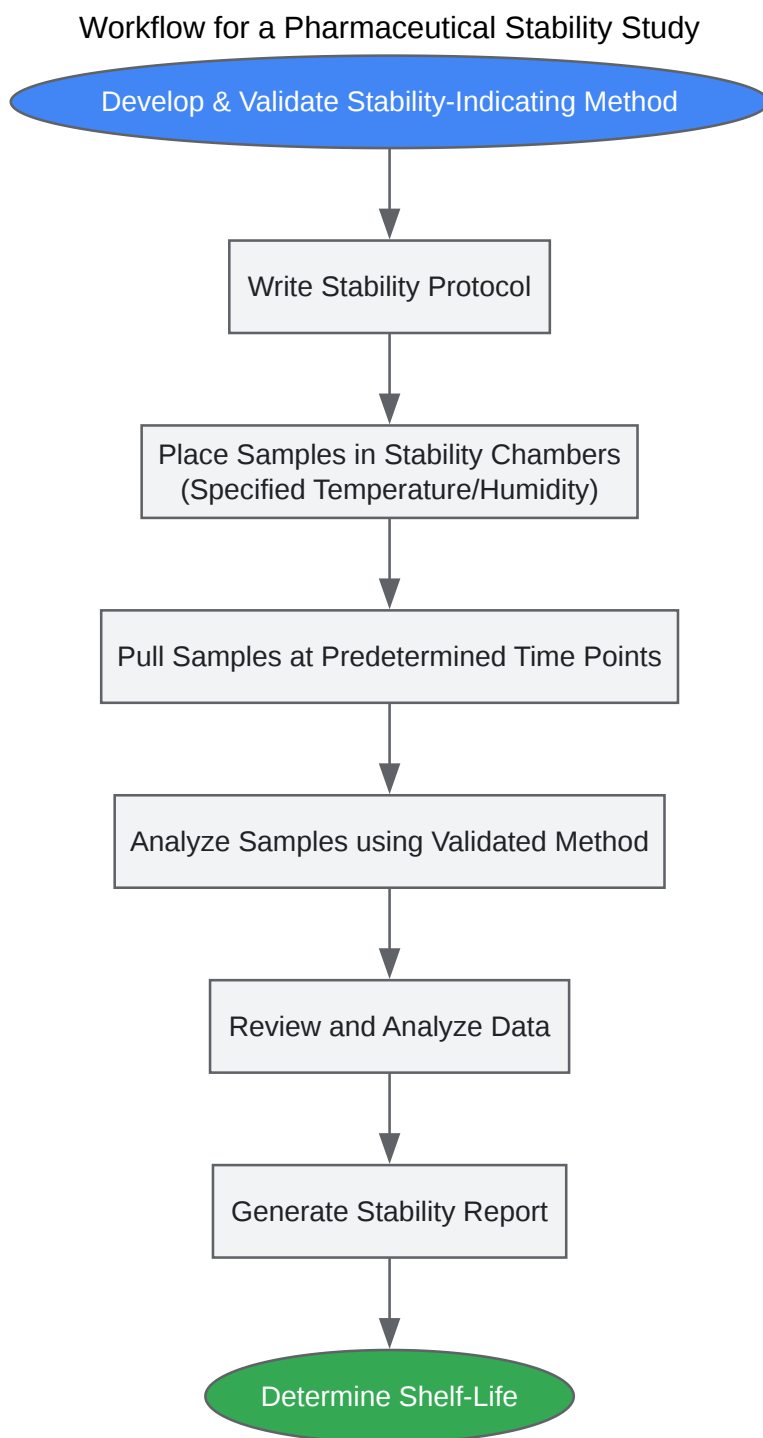 Workflow for a Pharmaceutical Stability Study
Develop & Validate Stability-Indicating Method
Write Stability Protocol
Place Samples in Stability Chambers
(Specified Temperature/Humidity)
Pull Samples at Predetermined Time Points
Analyze Samples using Validated Method
Review and Analyze Data
Generate Stability Report
Determine Shelf-Life